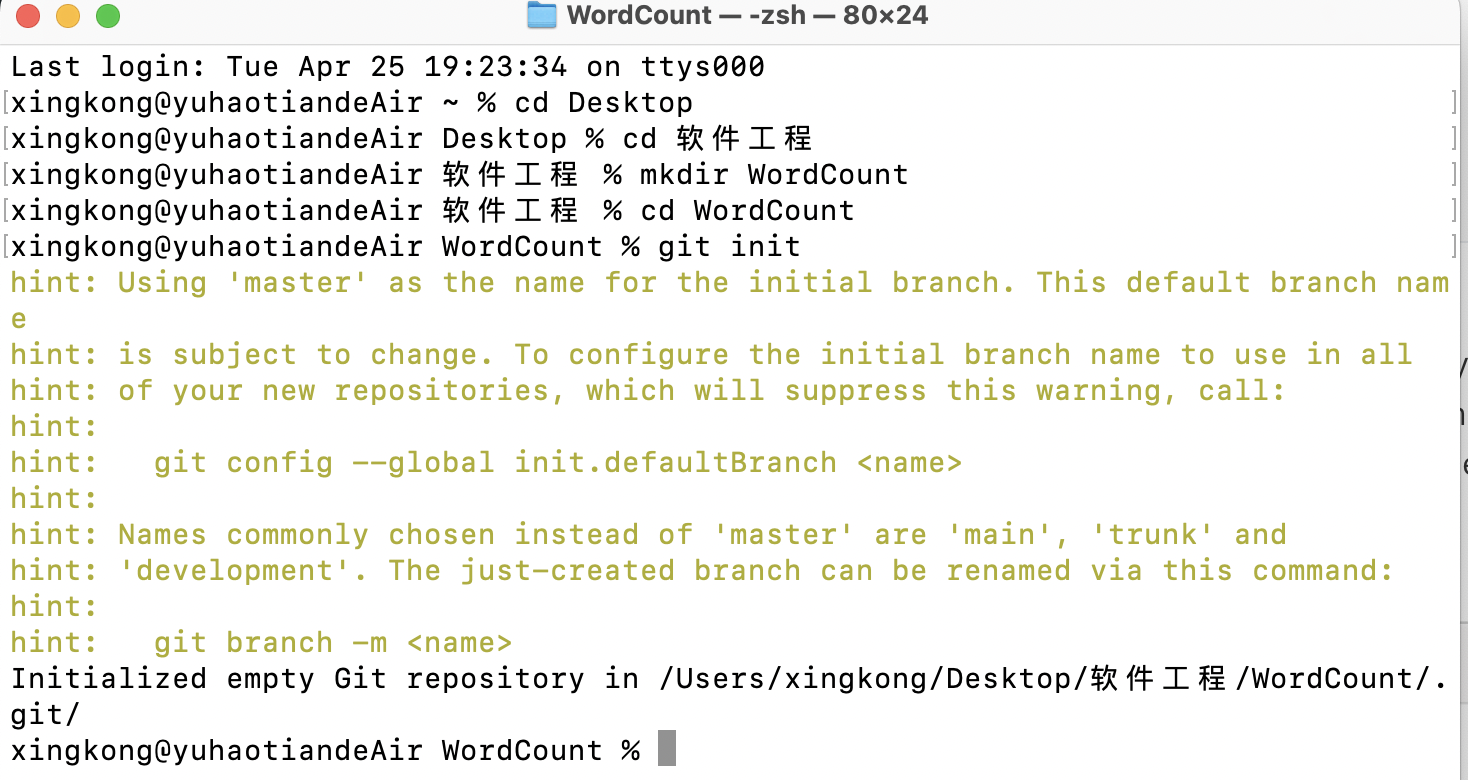 WordCount — -zsh — 80×24
Last login: Tue Apr 25 19:23:34 on ttys000
[xingkong@yuhaotiandeAir ~ % cd Desktop ]
[xingkong@yuhaotiandeAir Desktop % cd 软件工程 ]
[xingkong@yuhaotiandeAir 软件工程 % mkdir WordCount ]
[xingkong@yuhaotiandeAir 软件工程 % cd WordCount ]
[xingkong@yuhaotiandeAir WordCount % git init ]
hint: Using 'master' as the name for the initial branch. This default branch nam
e
hint: is subject to change. To configure the initial branch name to use in all
hint: of your new repositories, which will suppress this warning, call:
hint:
hint:   git config --global init.defaultBranch <name>
hint:
hint: Names commonly chosen instead of 'master' are 'main', 'trunk' and
hint: 'development'. The just-created branch can be renamed via this command:
hint:
hint:   git branch -m <name>
Initialized empty Git repository in /Users/xingkong/Desktop/软件工程/WordCount/.
git/
xingkong@yuhaotiandeAir WordCount %